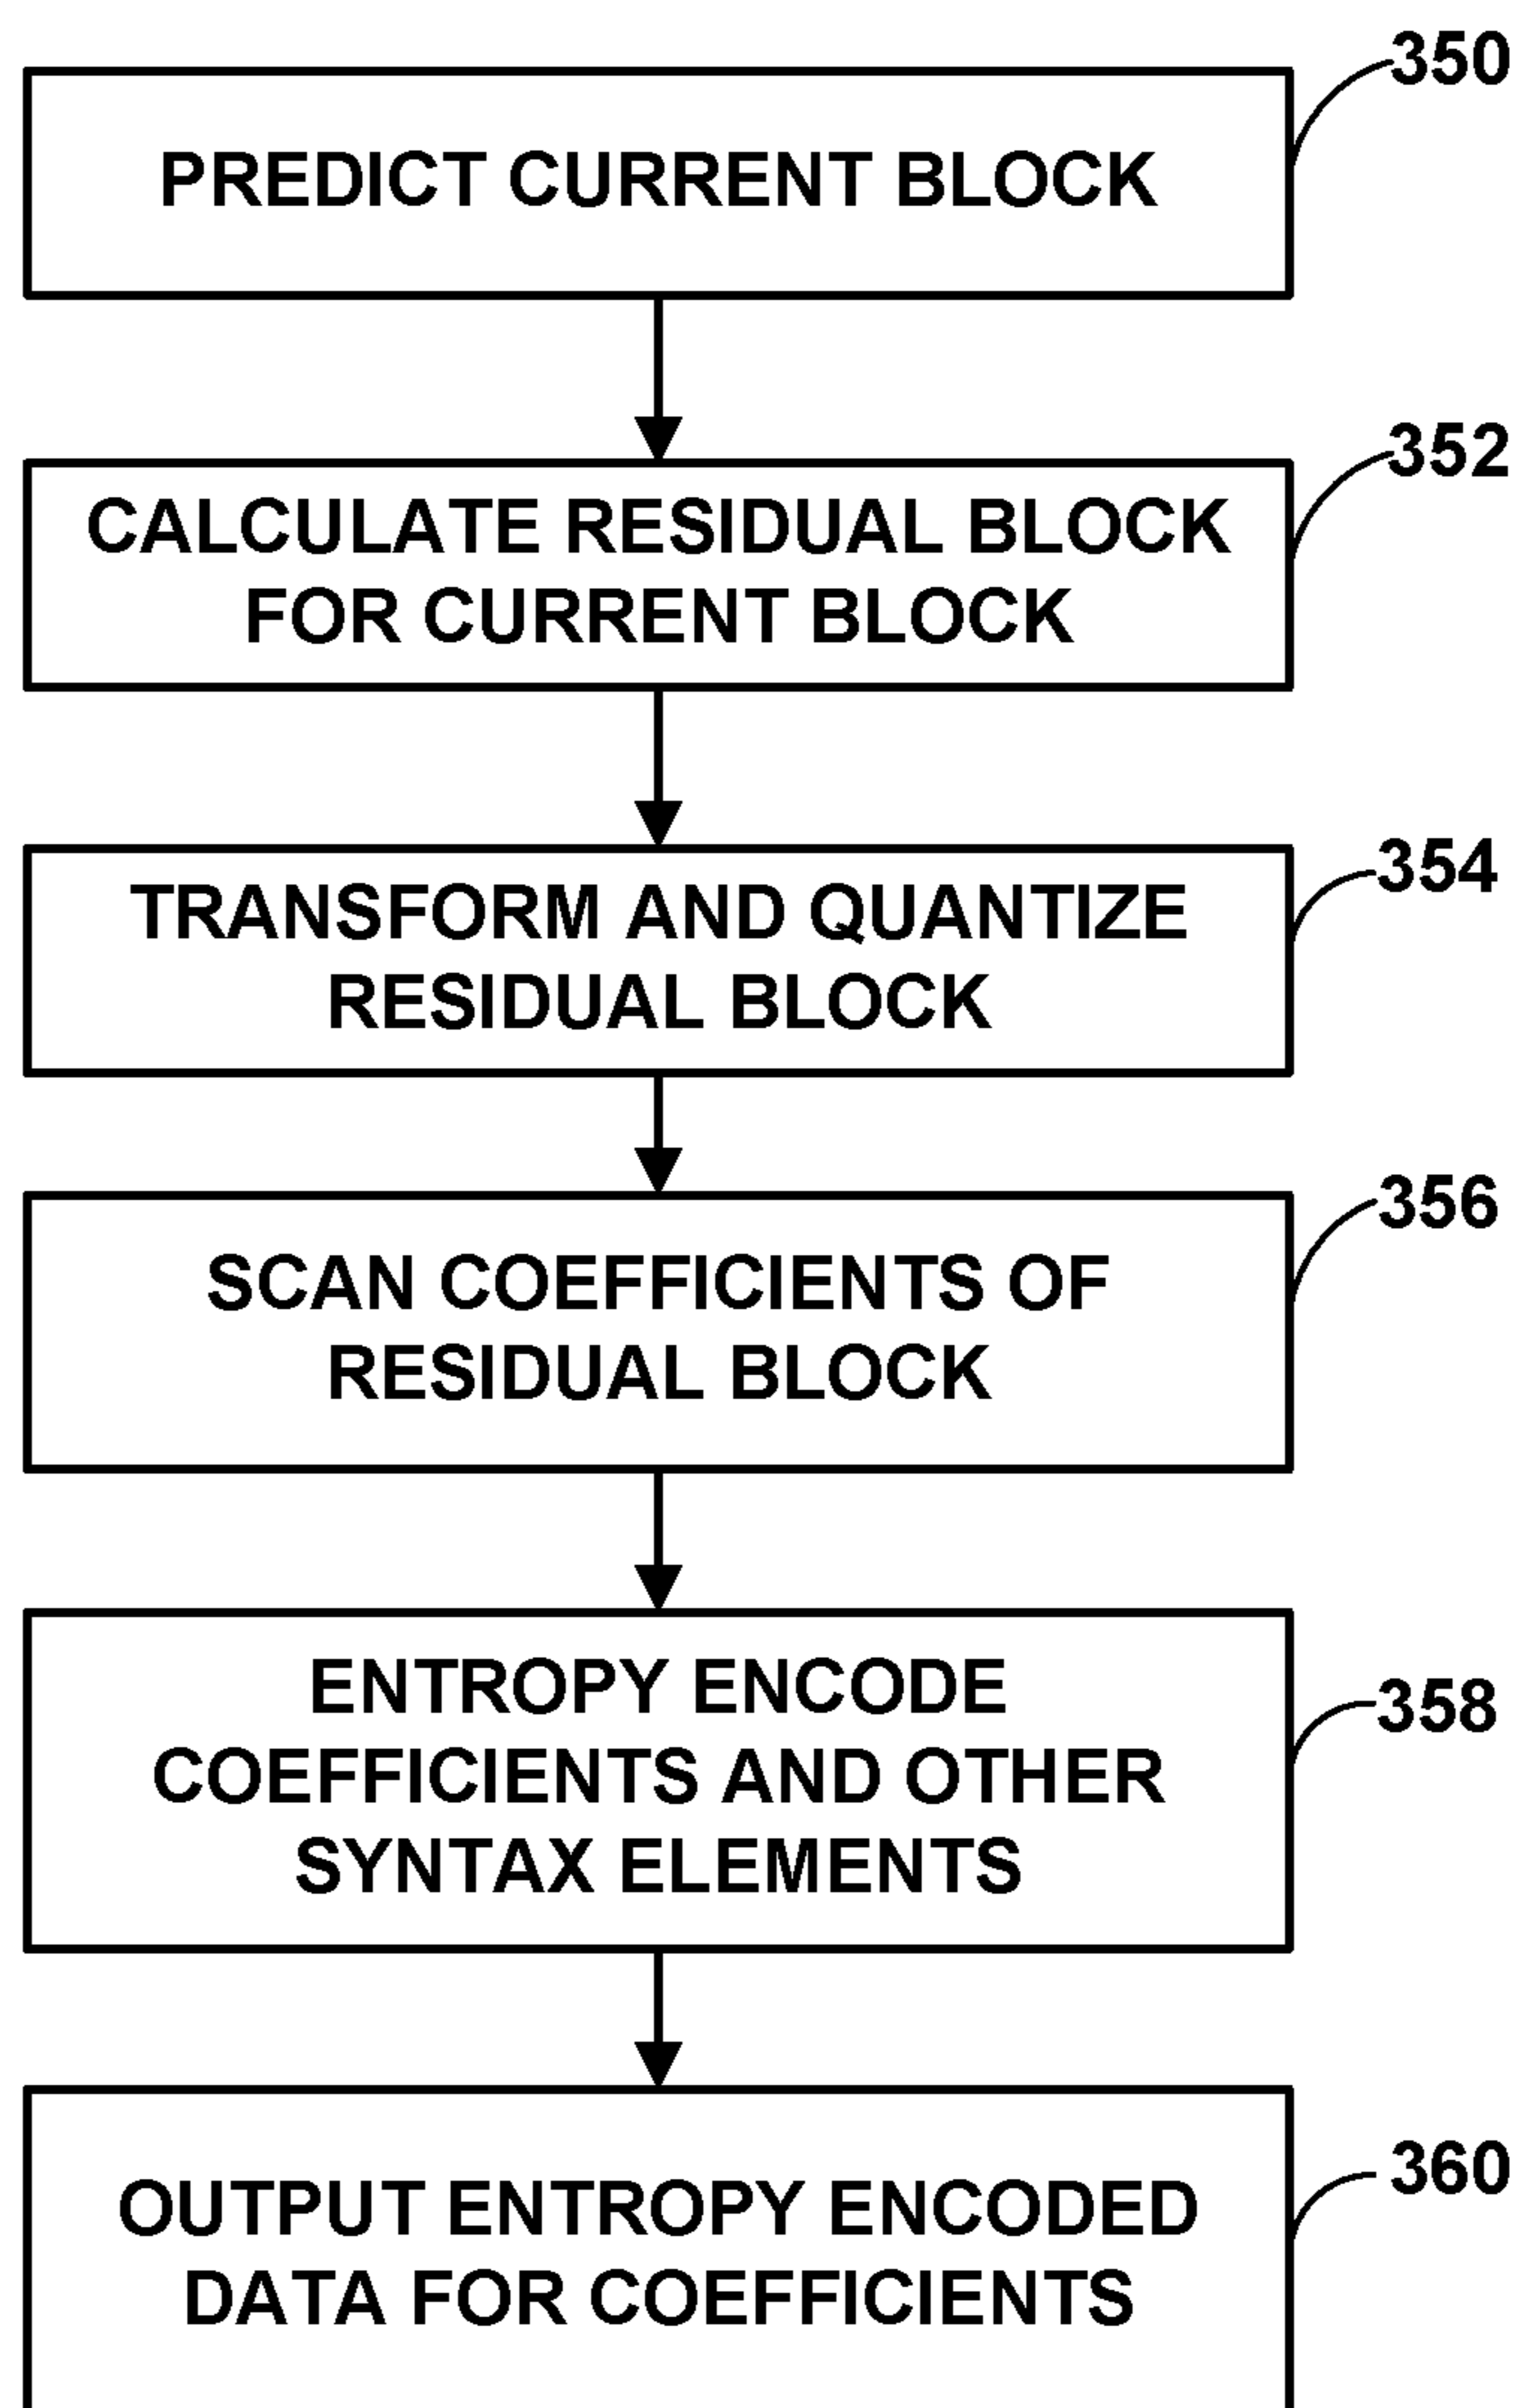 350
PREDICT CURRENT BLOCK
352
CALCULATE RESIDUAL BLOCK
FOR CURRENT BLOCK
354
TRANSFORM AND QUANTIZE
RESIDUAL BLOCK
356
SCAN COEFFICIENTS OF
RESIDUAL BLOCK
358
ENTROPY ENCODE
COEFFICIENTS AND OTHER
SYNTAX ELEMENTS
360
OUTPUT ENTROPY ENCODED
DATA FOR COEFFICIENTS